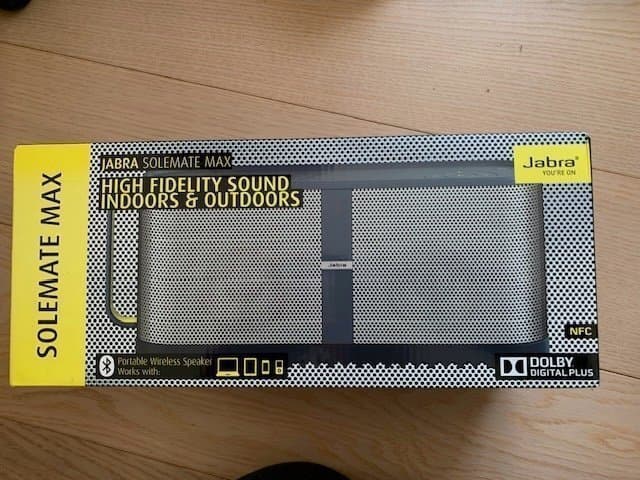 SOLEMATE MAX
JABRA SOLEMATE MAX
HIGH FIDELITY SOUND
INDOORS & OUTDOORS
Jabra®
YOU'RE ON
Jabra
NFC
Portable Wireless Speaker
Works with:
DOLBY
DIGITAL PLUS